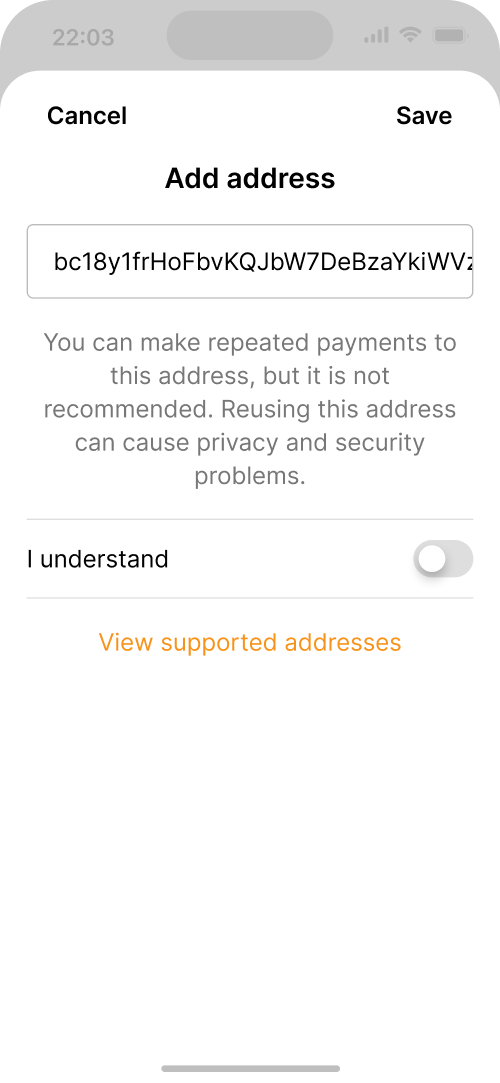 22:03
Cancel
Save
Add address
bc18y1frHoFbvKQJbW7DeBzaYkiWVz
You can make repeated payments to
this address, but it is not
recommended. Reusing this address
can cause privacy and security
problems.
I understand
View supported addresses